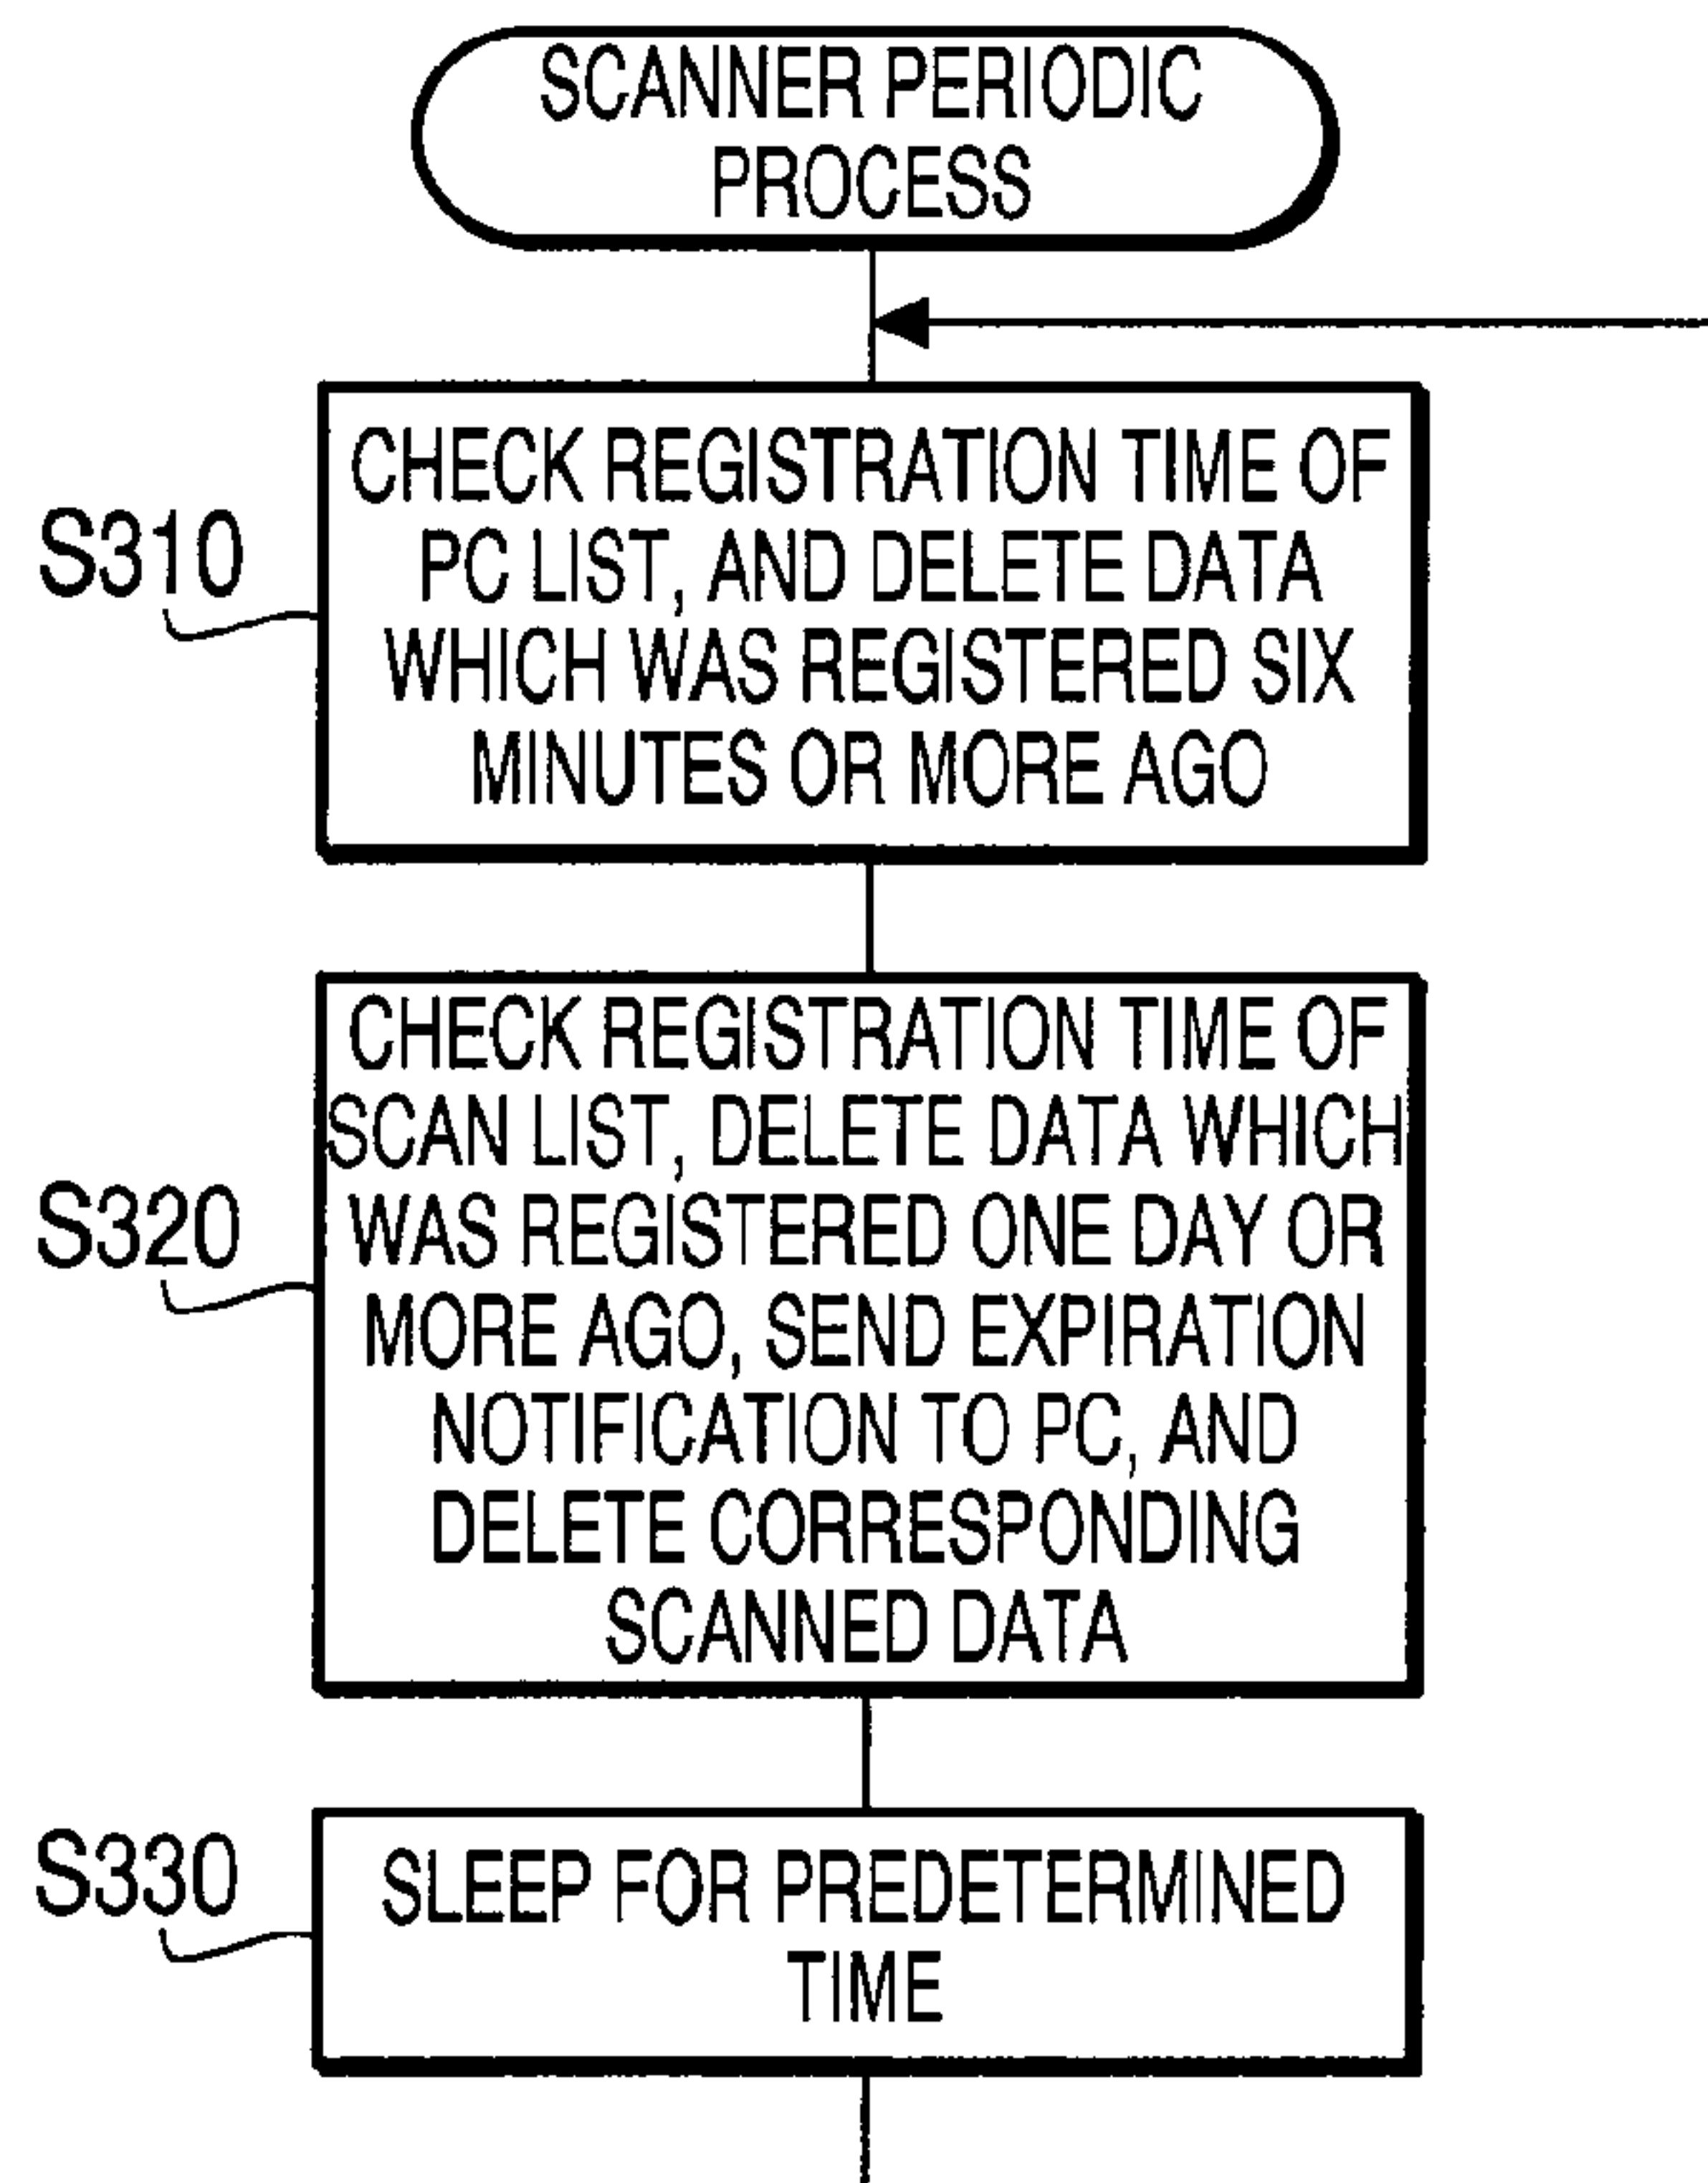 SCANNER PERIODIC
PROCESS
S310
CHECK REGISTRATION TIME OF
PC LIST, AND DELETE DATA
WHICH WAS REGISTERED SIX
MINUTES OR MORE AGO
S320
CHECK REGISTRATION TIME OF
SCAN LIST, DELETE DATA WHICH
WAS REGISTERED ONE DAY OR
MORE AGO, SEND EXPIRATION
NOTIFICATION TO PC, AND
DELETE CORRESPONDING
SCANNED DATA
S330
SLEEP FOR PREDETERMINED
TIME